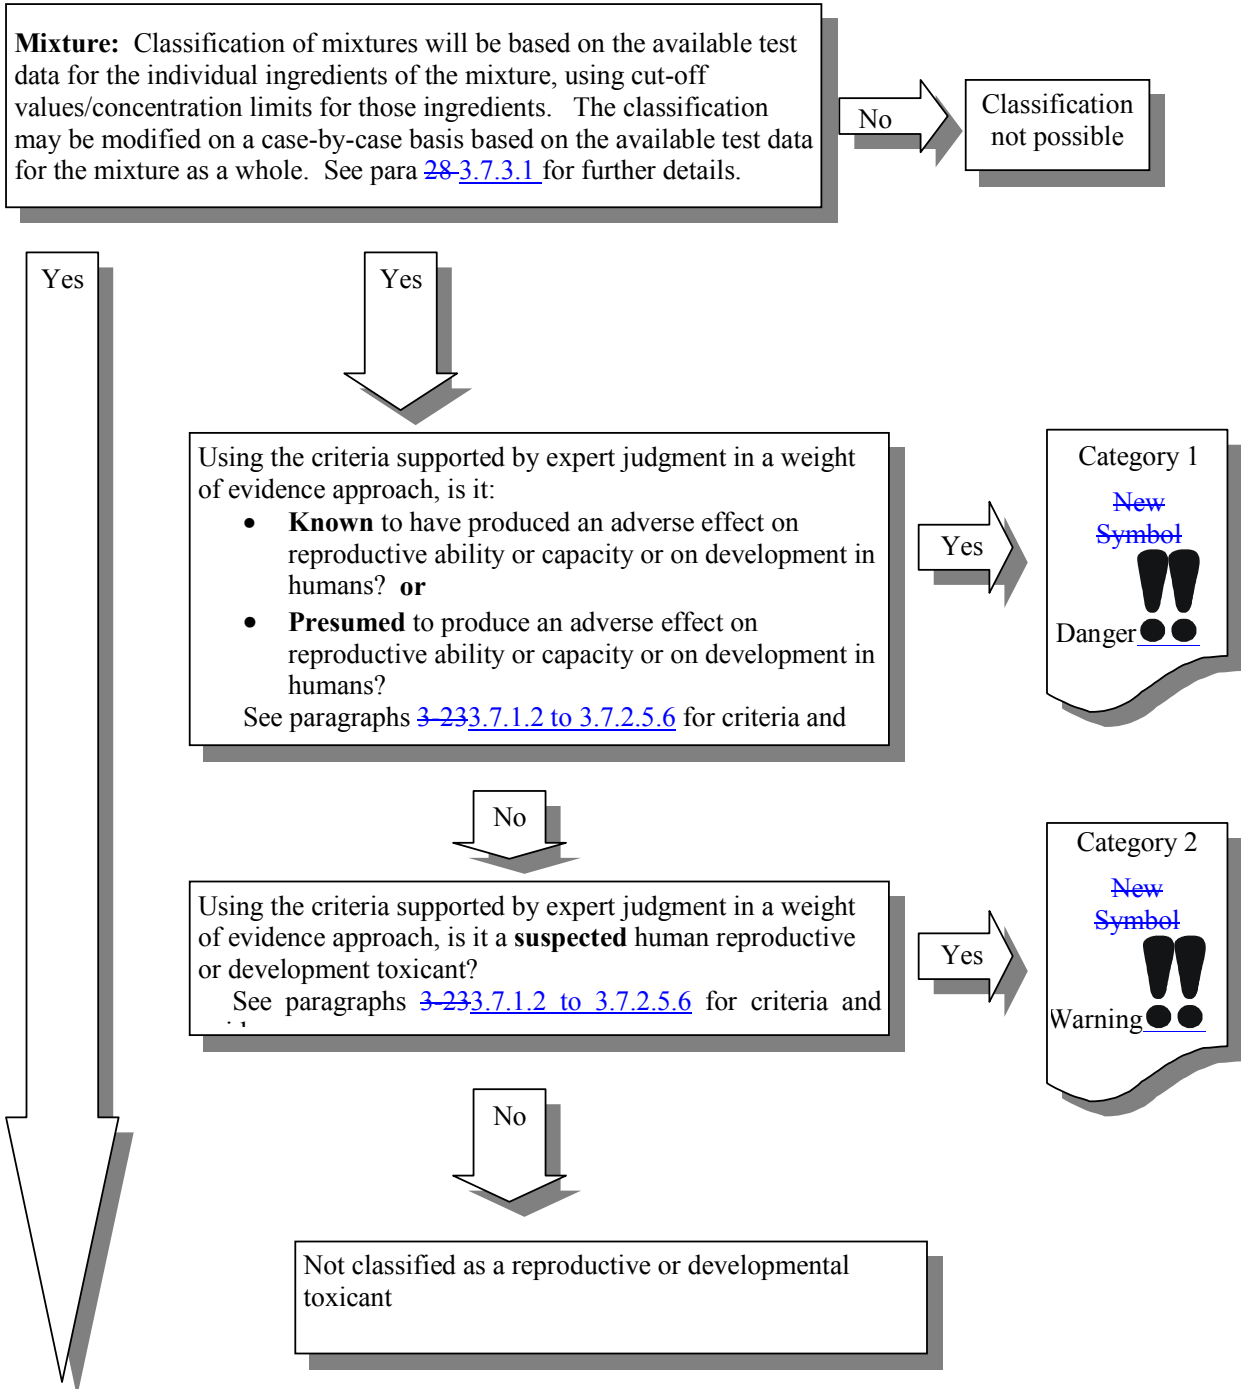 Mixture: Classification of mixtures will be based on the available test
data for the individual ingredients of the mixture, using cut-off
values/concentration limits for those ingredients. The classification
may be modified on a case-by-case basis based on the available test data
for the mixture as a whole. See para 28 3.7.3.1 for further details.
No
Classification
not possible
Yes
Yes
Using the criteria supported by expert judgment in a weight
of evidence approach, is it:
• Known to have produced an adverse effect on
reproductive ability or capacity or on development in
humans? or
• Presumed to produce an adverse effect on
reproductive ability or capacity or on development in
humans?
See paragraphs 3-233.7.1.2 to 3.7.2.5.6 for criteria and
Yes
Category 1
New
Symbol
Danger
No
Using the criteria supported by expert judgment in a weight
of evidence approach, is it a suspected human reproductive
or development toxicant?
See paragraphs 3-233.7.1.2 to 3.7.2.5.6 for criteria and
Yes
Category 2
New
Symbol
Warning
No
Not classified as a reproductive or developmental
toxicant